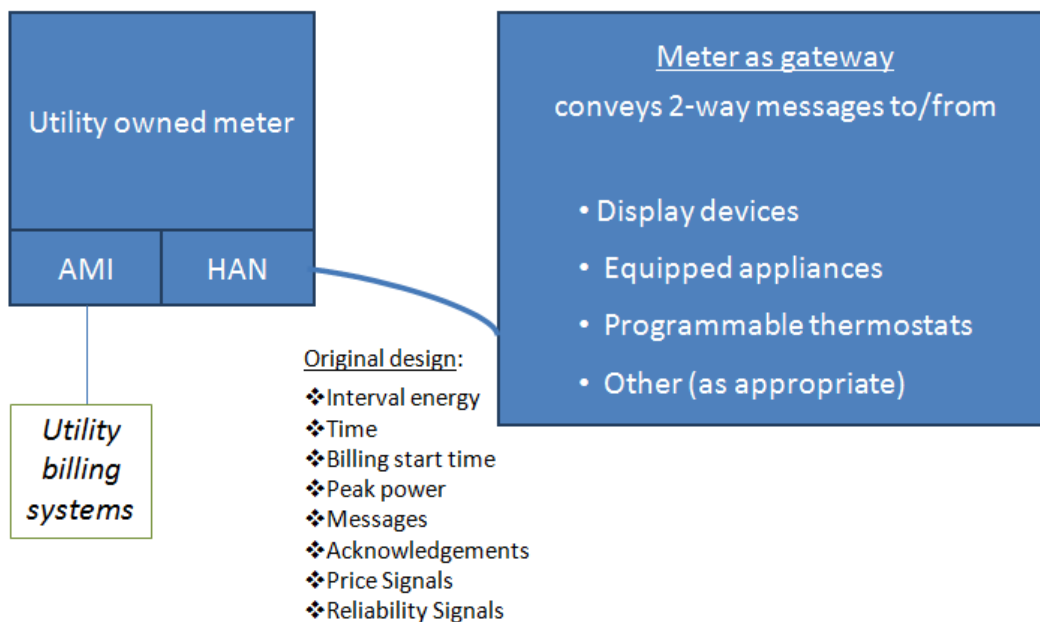 Utility owned meter
AMI
HAN
Utility
billing
systems
Original design:
❖Interval energy
❖Time
❖Billing start time
❖Peak power
❖Messages
❖Acknowledgements
❖Price Signals
❖Reliability Signals
Meter as gateway
conveys 2-way messages to/from
• Display devices
• Equipped appliances
• Programmable thermostats
• Other (as appropriate)